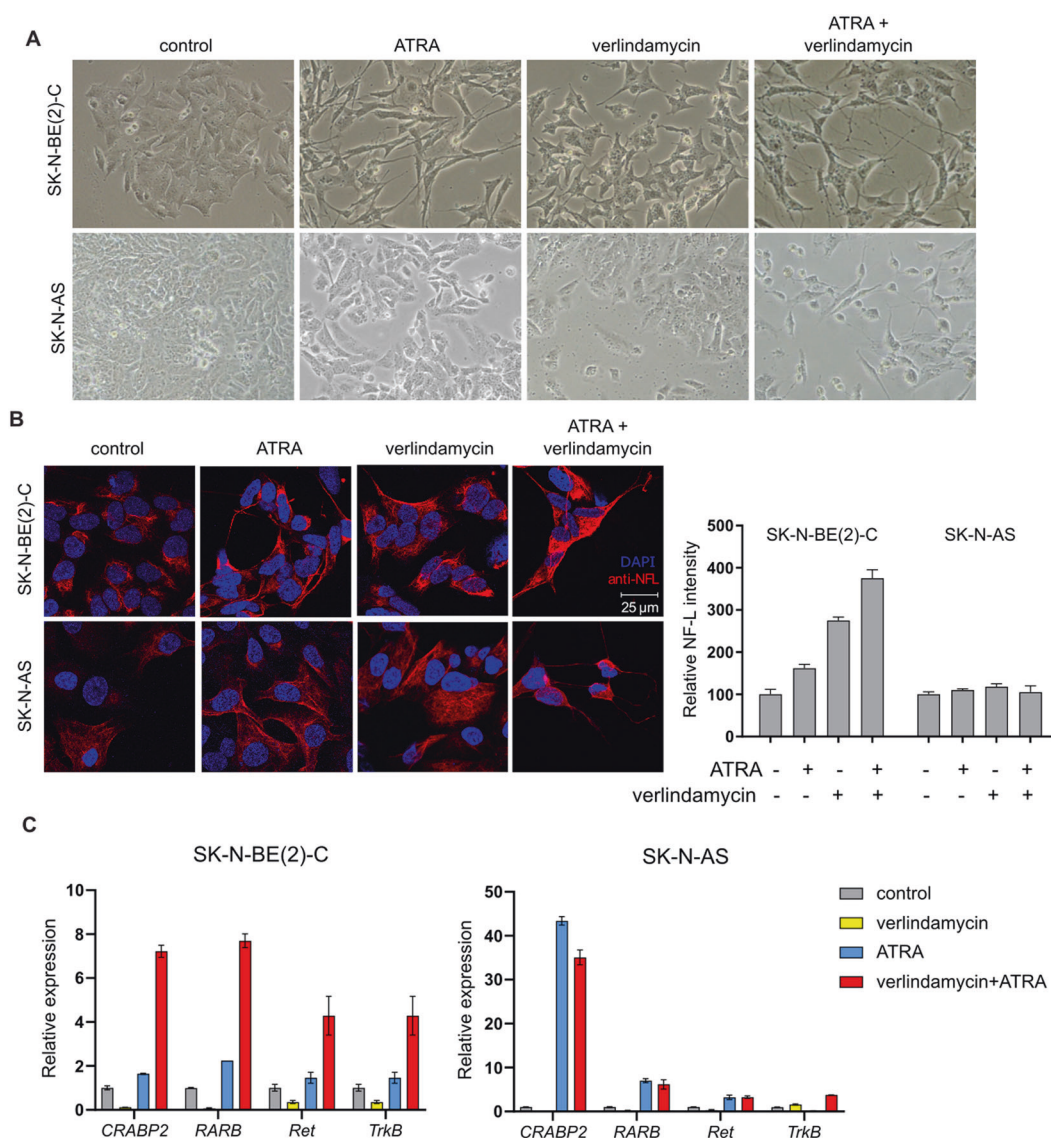 A
control
ATRA
verlindamycin
ATRA +
verlindamycin
SK-N-BE(2)-C
SK-N-AS
B
control
ATRA
verlindamycin
ATRA +
verlindamycin
SK-N-BE(2)-C
DAPI
anti-NFL
25 µm
SK-N-AS
SK-N-BE(2)-C
SK-N-AS
Relative NF-L intensity
500
400
300
200
100
0
ATRA - + - + - + - +
verlindamycin - - + + - - + +
C
SK-N-BE(2)-C
Relative expression
8
6
4
2
0
CRABP2 RARB Ret TrkB
SK-N-AS
Relative expression
50
40
30
20
10
0
CRABP2 RARB Ret TrkB
control
verlindamycin
ATRA
verlindamycin+ATRA